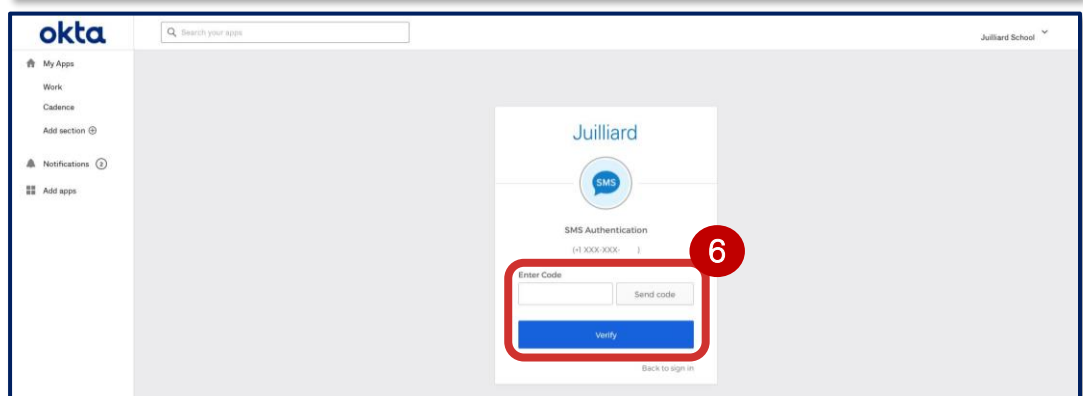 okta
Search your apps
Juilliard School
My Apps
Work
Cadence
Add section
Notifications 2
Add apps
Juilliard
SMS
SMS Authentication
(+1 XXX-XXX- )
6
Enter Code
Send code
Verify
Back to sign in